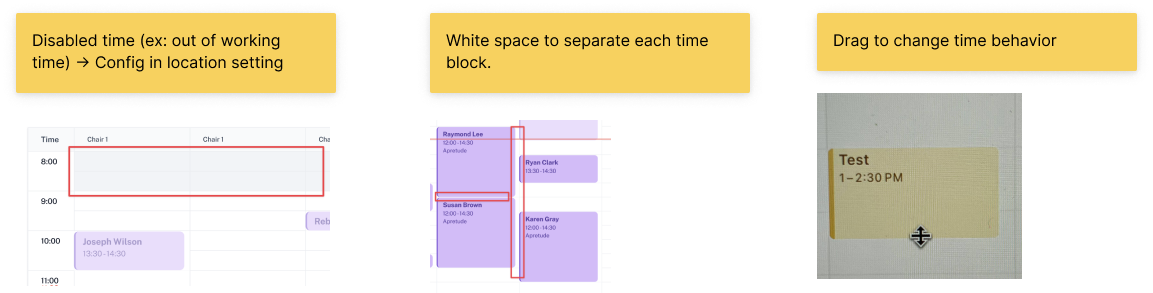 Disabled time (ex: out of working
time) → Config in location setting
White space to separate each time
block.
Drag to change time behavior
Time
Chair 1
Chair 1
Cha
8:00
9:00
Reb
10:00
Joseph Wilson
13:30-14:30
11:00
Raymond Lee
12:00-14:30
Apretude
Ryan Clark
13:30-14:30
Susan Brown
12:00-14:30
Apretude
Karen Gray
12:00-14:30
Apretude
Test
1–2:30 PM